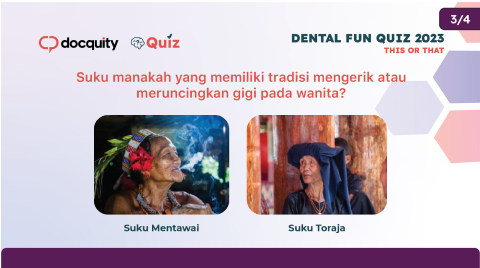 3/4
docquity Quiz
DENTAL FUN QUIZ 2023
THIS OR THAT
Suku manakah yang memiliki tradisi mengerik atau
meruncingkan gigi pada wanita?
Suku Mentawai
Suku Toraja